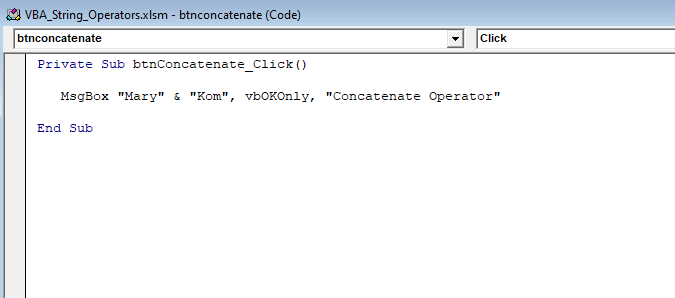 VBA_String_Operators.xlsm - btnconcatenate (Code)
btnconcatenate Click
Private Sub btnConcatenate_Click()
MsgBox "Mary" & "Kom", vbOKOnly, "Concatenate Operator"
End Sub